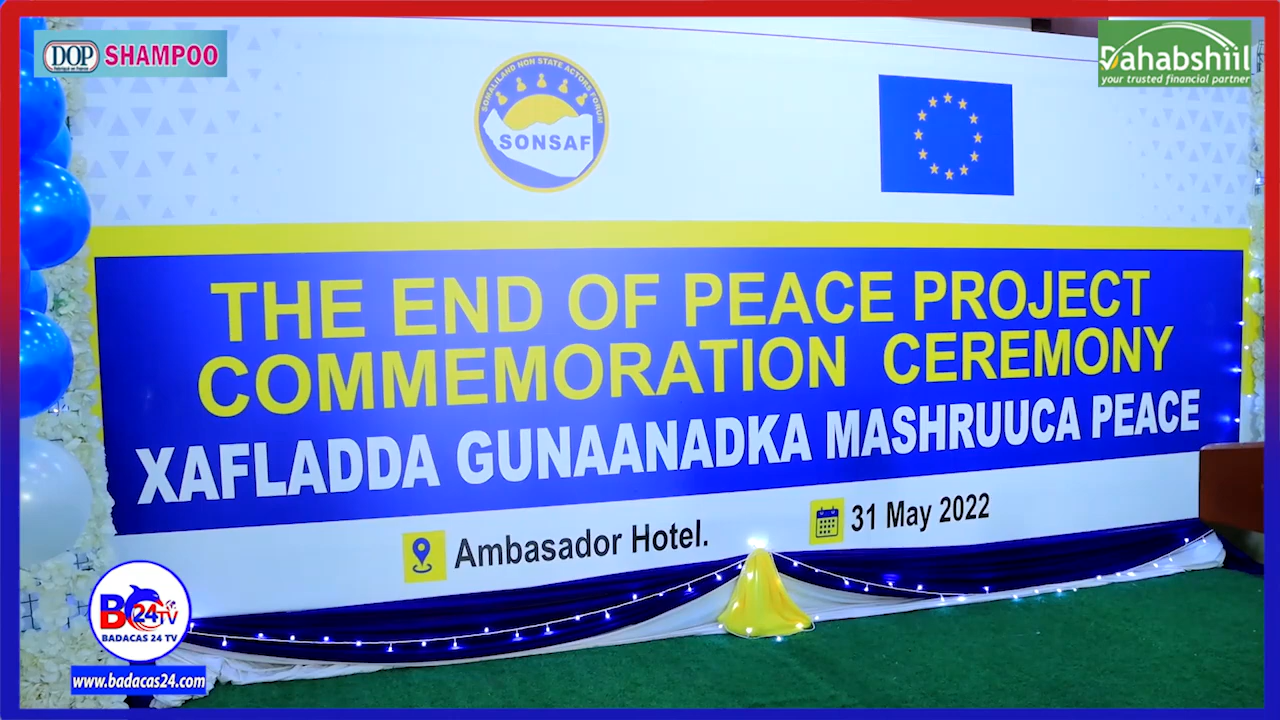 DOP SHAMPOO
Dahabshiil
your trusted financial partner
SOMALILAND NON STATE ACTORS FORUM
SONSAF
THE END OF PEACE PROJECT
COMMEMORATION CEREMONY
XAFLADDA GUNAANADKA MASHRUUCA PEACE
Ambasador Hotel.
31 May 2022
BC24TV
BADACAS 24 TV
www.badacas24.com